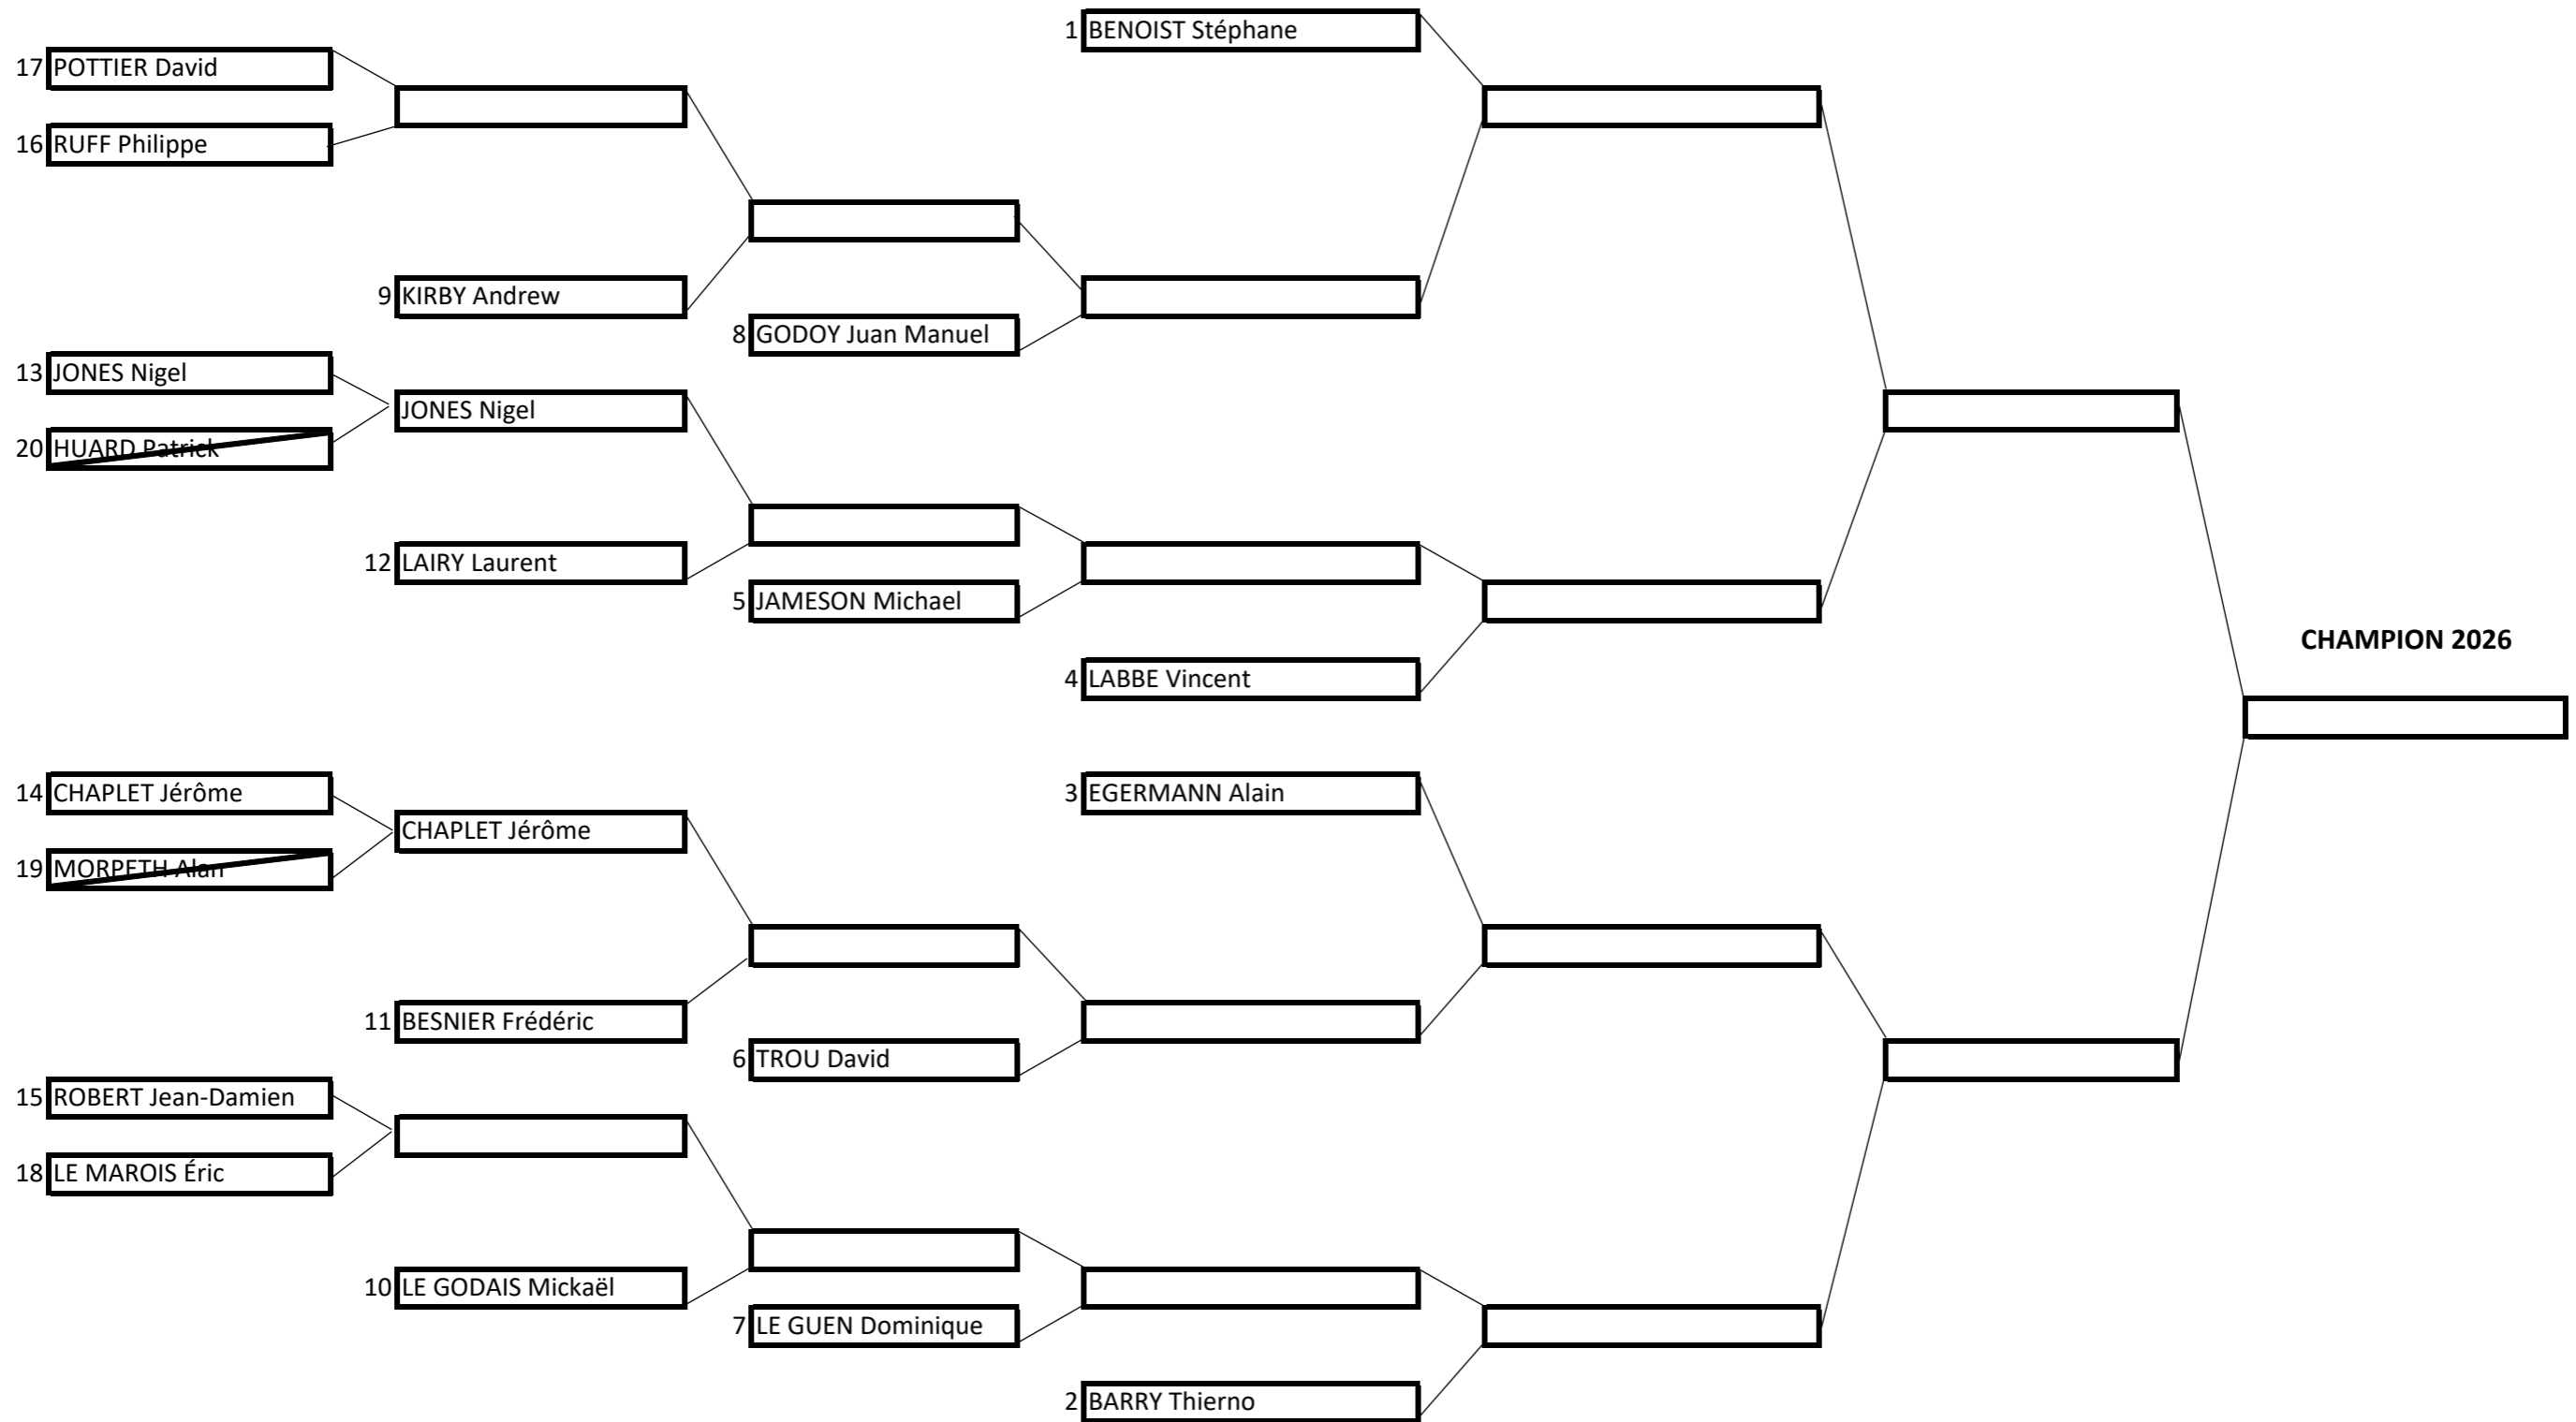 1 BENOIST Stéphane
17 POTTIER David
16 RUFF Philippe
9 KIRBY Andrew
8 GODOY Juan Manuel
13 JONES Nigel
JONES Nigel
20 HUARD Patrick
12 LAIRY Laurent
5 JAMESON Michael
CHAMPION 2026
4 LABBE Vincent
14 CHAPLET Jérôme
3 EGERMANN Alain
CHAPLET Jérôme
19 MORPETH Alan
11 BESNIER Frédéric
6 TROU David
15 ROBERT Jean-Damien
18 LE MAROIS Éric
10 LE GODAIS Mickaël
7 LE GUEN Dominique
2 BARRY Thierno